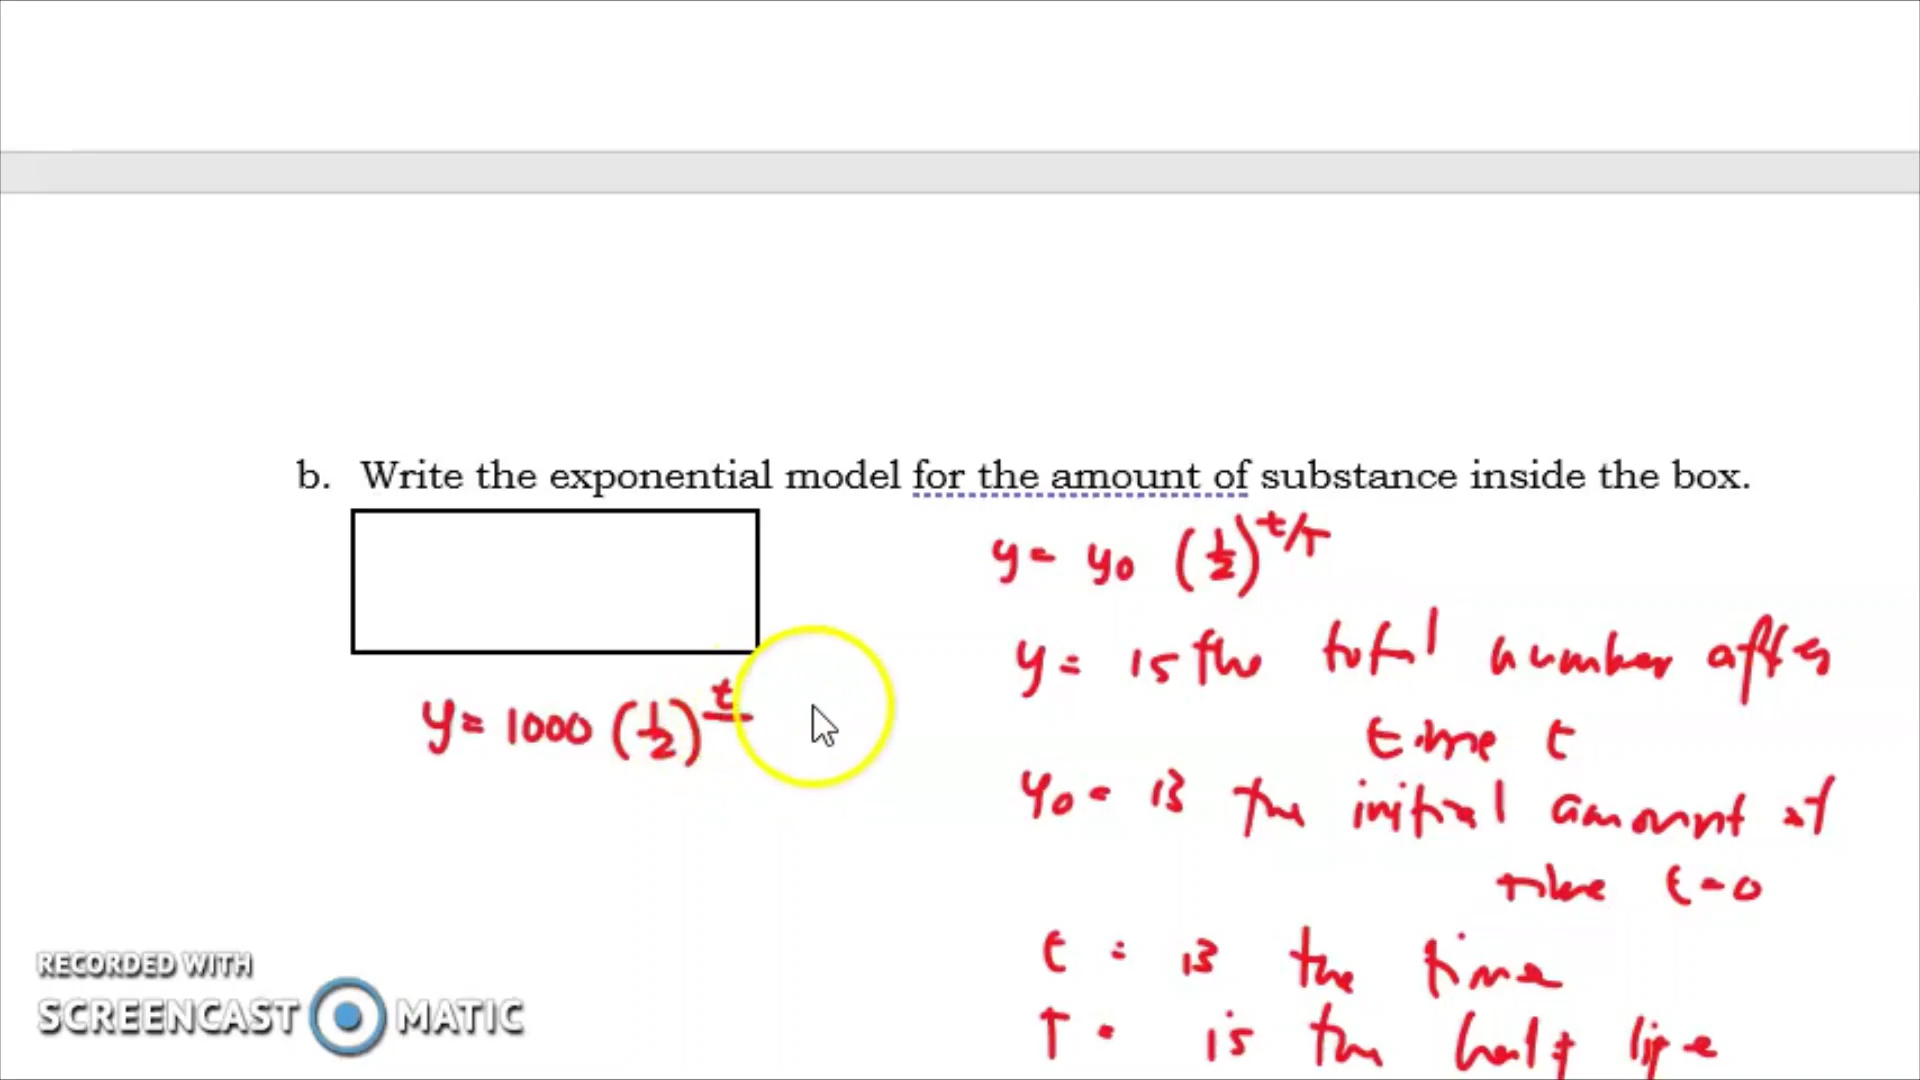 b. Write the exponential model for the amount of substance inside the box.
y = y0 (1/2)^t/T
y = is the total number after
time t
y = 1000 (1/2)^t
y0 = is the initial amount at
time t=0
t = is the time
T = is the half life
RECORDED WITH
SCREENCAST MATIC